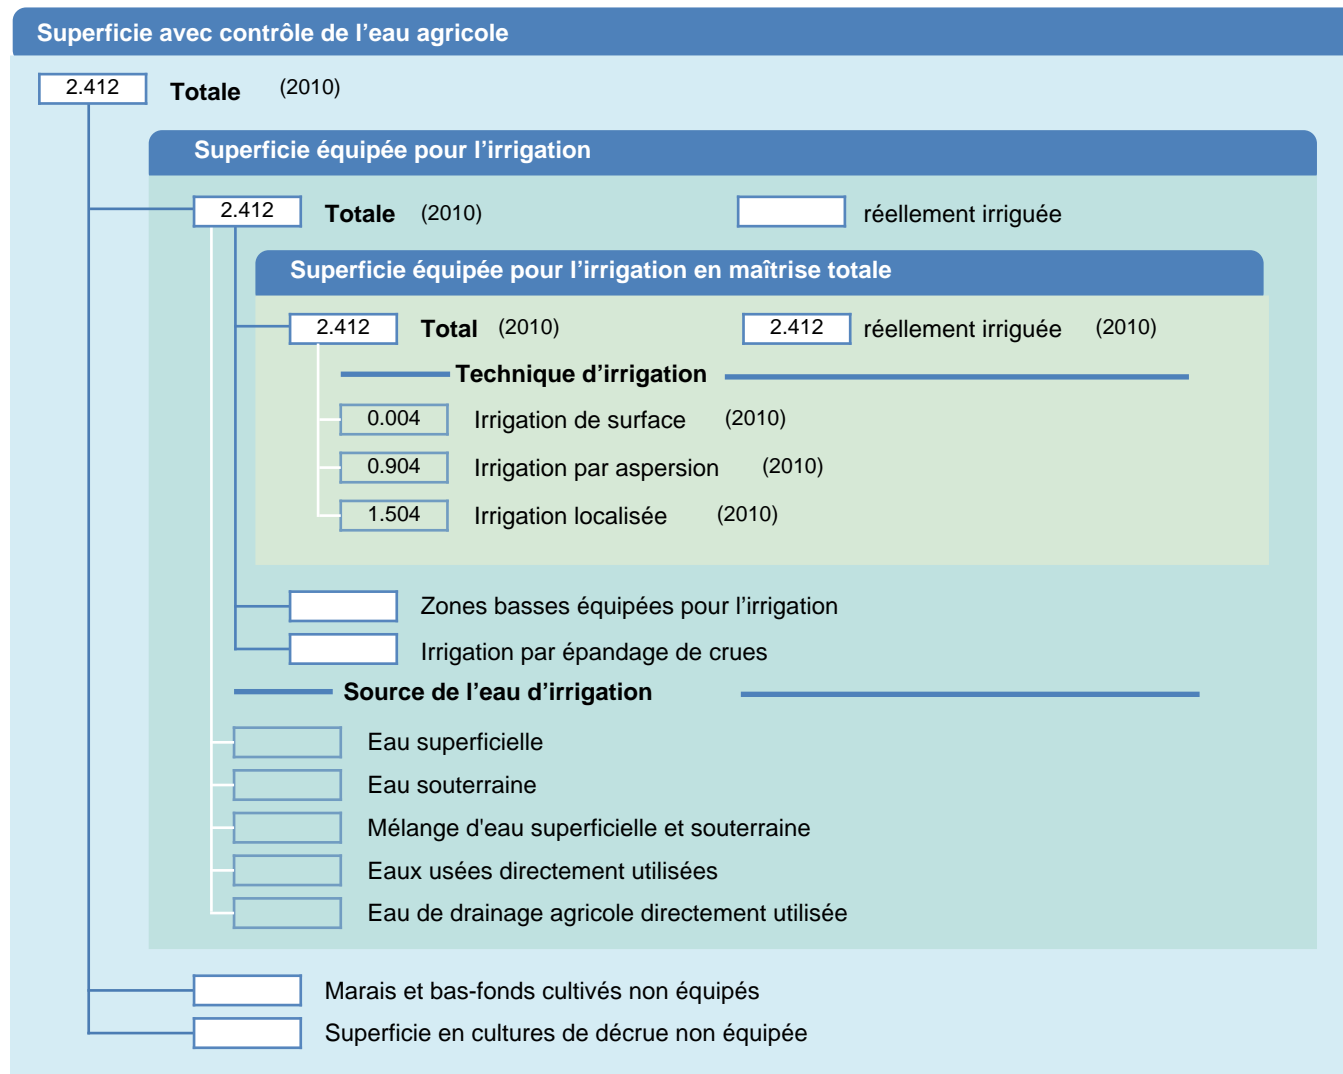 Superficie avec contrôle de l'eau agricole
2.412 Totale (2010)
Superficie équipée pour l'irrigation
2.412 Totale (2010) réellement irriguée
Superficie équipée pour l'irrigation en maîtrise totale
2.412 Total (2010) 2.412 réellement irriguée (2010)
Technique d'irrigation
0.004 Irrigation de surface (2010)
0.904 Irrigation par aspersion (2010)
1.504 Irrigation localisée (2010)
Zones basses équipées pour l'irrigation
Irrigation par épandage de crues
Source de l'eau d'irrigation
Eau superficielle
Eau souterraine
Mélange d'eau superficielle et souterraine
Eaux usées directement utilisées
Eau de drainage agricole directement utilisée
Marais et bas-fonds cultivés non équipés
Superficie en cultures de décrue non équipée